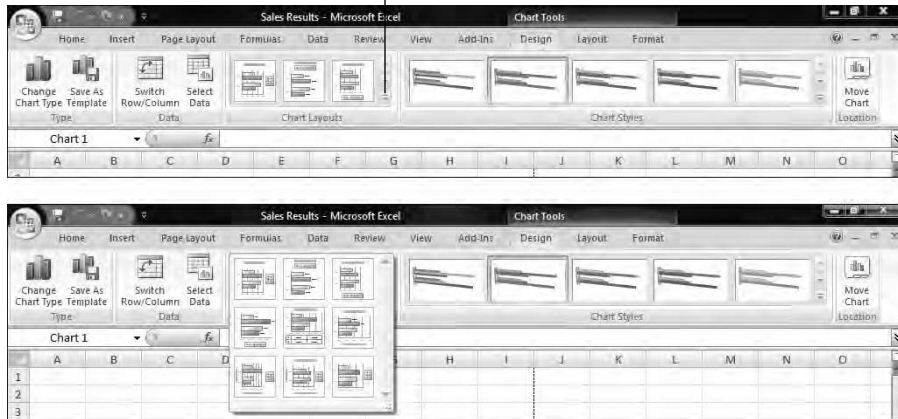 Sales Results - Microsoft Excel Chart Tools
Home Insert Page Layout Formulas Data Review View Add-Ins Design Layout Format
Change Chart Type Save As Template Switch Row/Column Select Data Move Chart
Type Data Chart Layouts Chart Styles Location
Chart 1 fx
A B C D E F G H I J K L M N O
Sales Results - Microsoft Excel Chart Tools
Home Insert Page Layout Formulas Data Review View Add-Ins Design Layout Format
Change Chart Type Save As Template Switch Row/Column Select Data Move Chart
Type Data Chart Styles Location
Chart 1 fx
A B C D H I J K L M N O
1
2
3